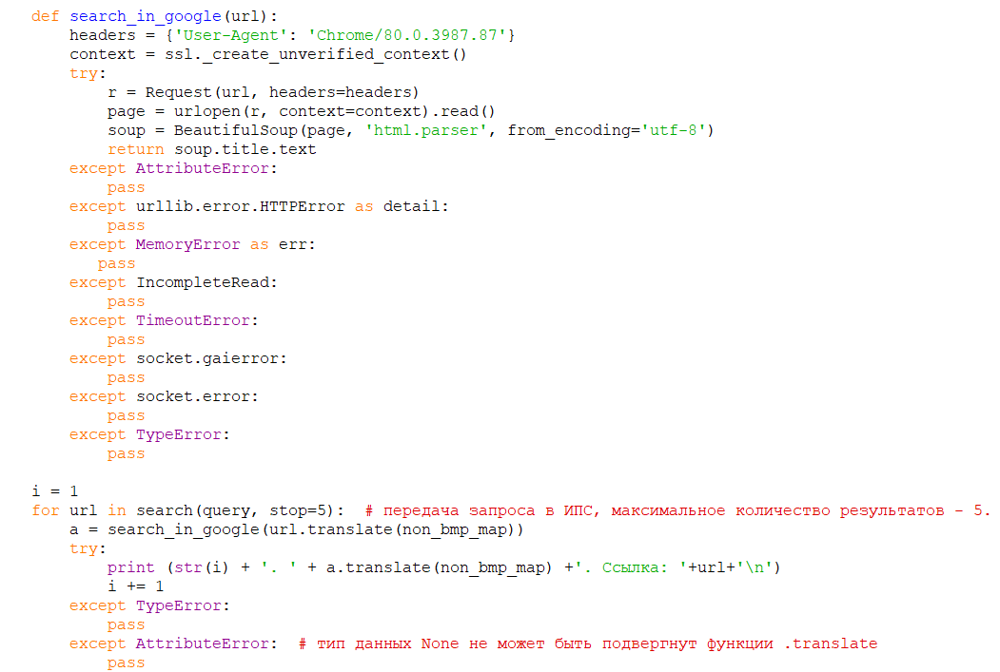 def search_in_google(url):
    headers = {'User-Agent': 'Chrome/80.0.3987.87'}
    context = ssl._create_unverified_context()
    try:
        r = Request(url, headers=headers)
        page = urlopen(r, context=context).read()
        soup = BeautifulSoup(page, 'html.parser', from_encoding='utf-8')
        return soup.title.text
    except AttributeError:
        pass
    except urllib.error.HTTPError as detail:
        pass
    except MemoryError as err:
       pass
    except IncompleteRead:
        pass
    except TimeoutError:
        pass
    except socket.gaierror:
        pass
    except socket.error:
        pass
    except TypeError:
        pass

i = 1
for url in search(query, stop=5):  # передача запроса в ИПС, максимальное количество результатов - 5.
    a = search_in_google(url.translate(non_bmp_map))
    try:
        print (str(i) + '. ' + a.translate(non_bmp_map) +'. Ссылка: '+url+'\n')
        i += 1
    except TypeError:
        pass
    except AttributeError:  # тип данных None не может быть подвергнут функции .translate
        pass